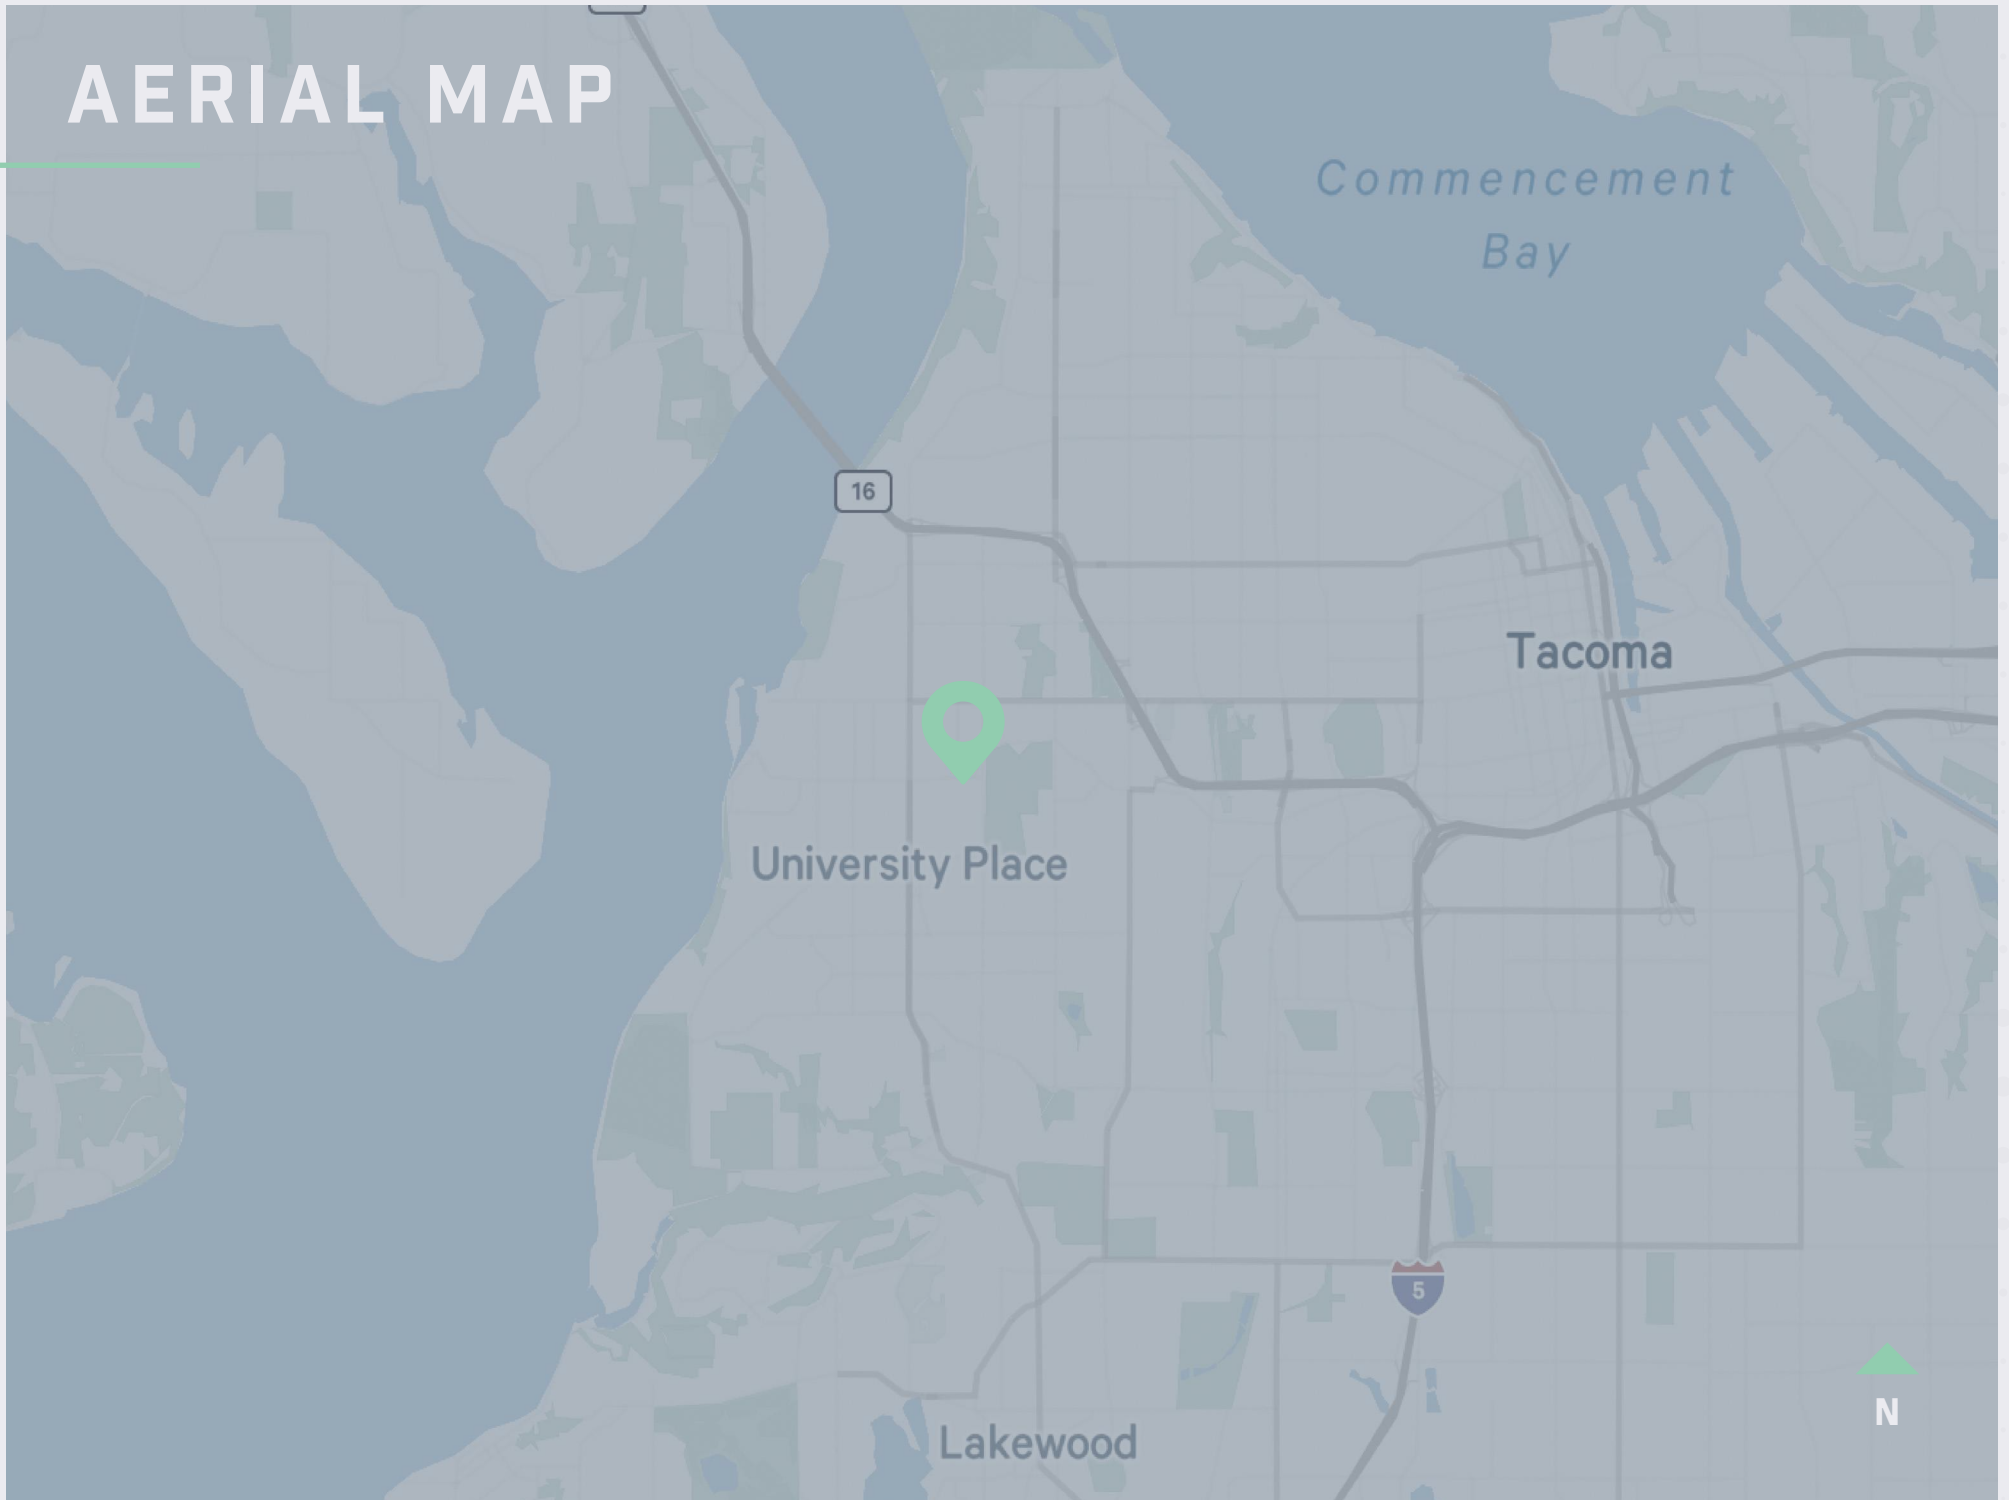 AERIAL MAP
Commencement
Bay
16
Tacoma
University Place
5
Lakewood
N